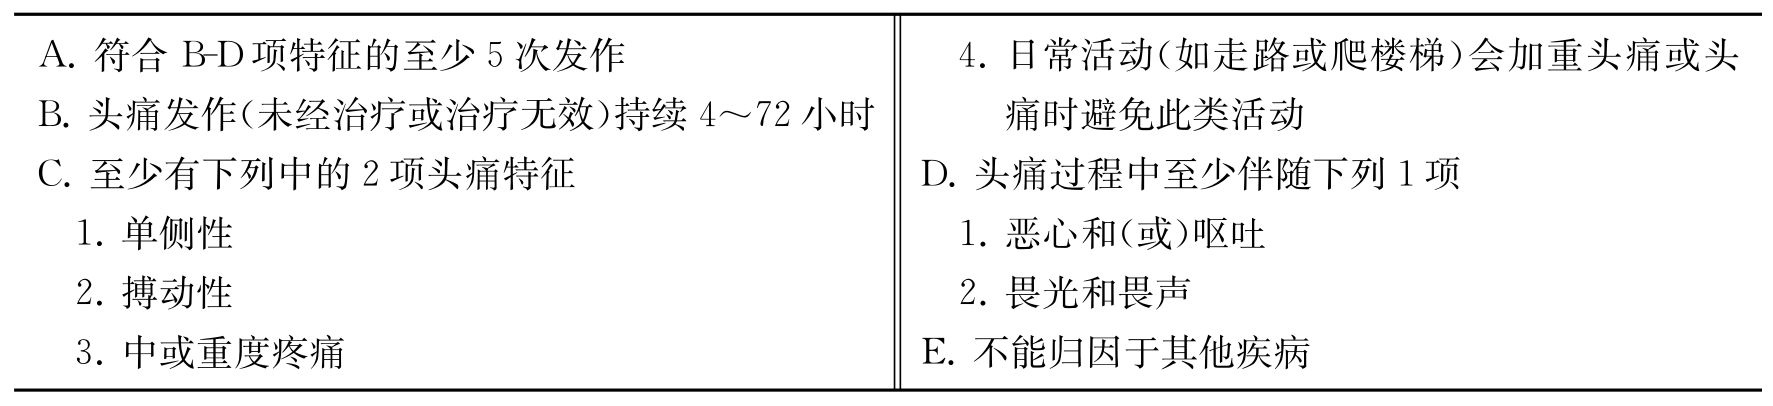 A. 符合 B-D项特征的至少 5 次发作
B. 头痛发作(未经治疗或治疗无效)持续 4～72 小时
C. 至少有下列中的 2 项头痛特征
1. 单侧性
2. 搏动性
3. 中或重度疼痛
4. 日常活动(如走路或爬楼梯)会加重头痛或头
痛时避免此类活动
D. 头痛过程中至少伴随下列 1 项
1. 恶心和(或)呕吐
2. 畏光和畏声
E. 不能归因于其他疾病